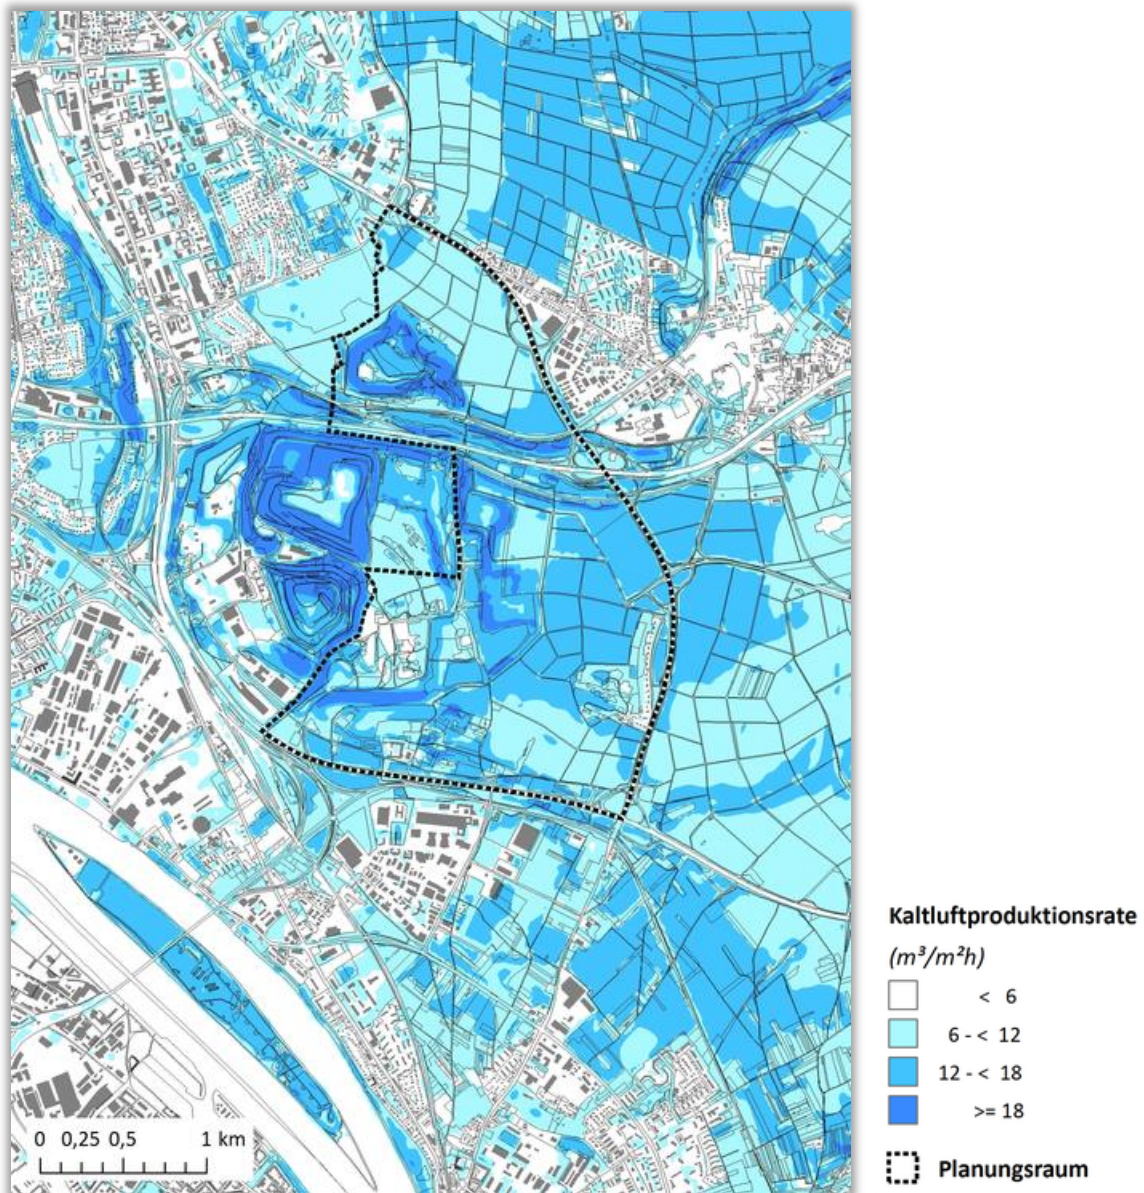 Kaltluftproduktionsrate
(m³/m²h)
< 6
6 - < 12
12 - < 18
>= 18
Planungsraum
0 0,25 0,5 1 km